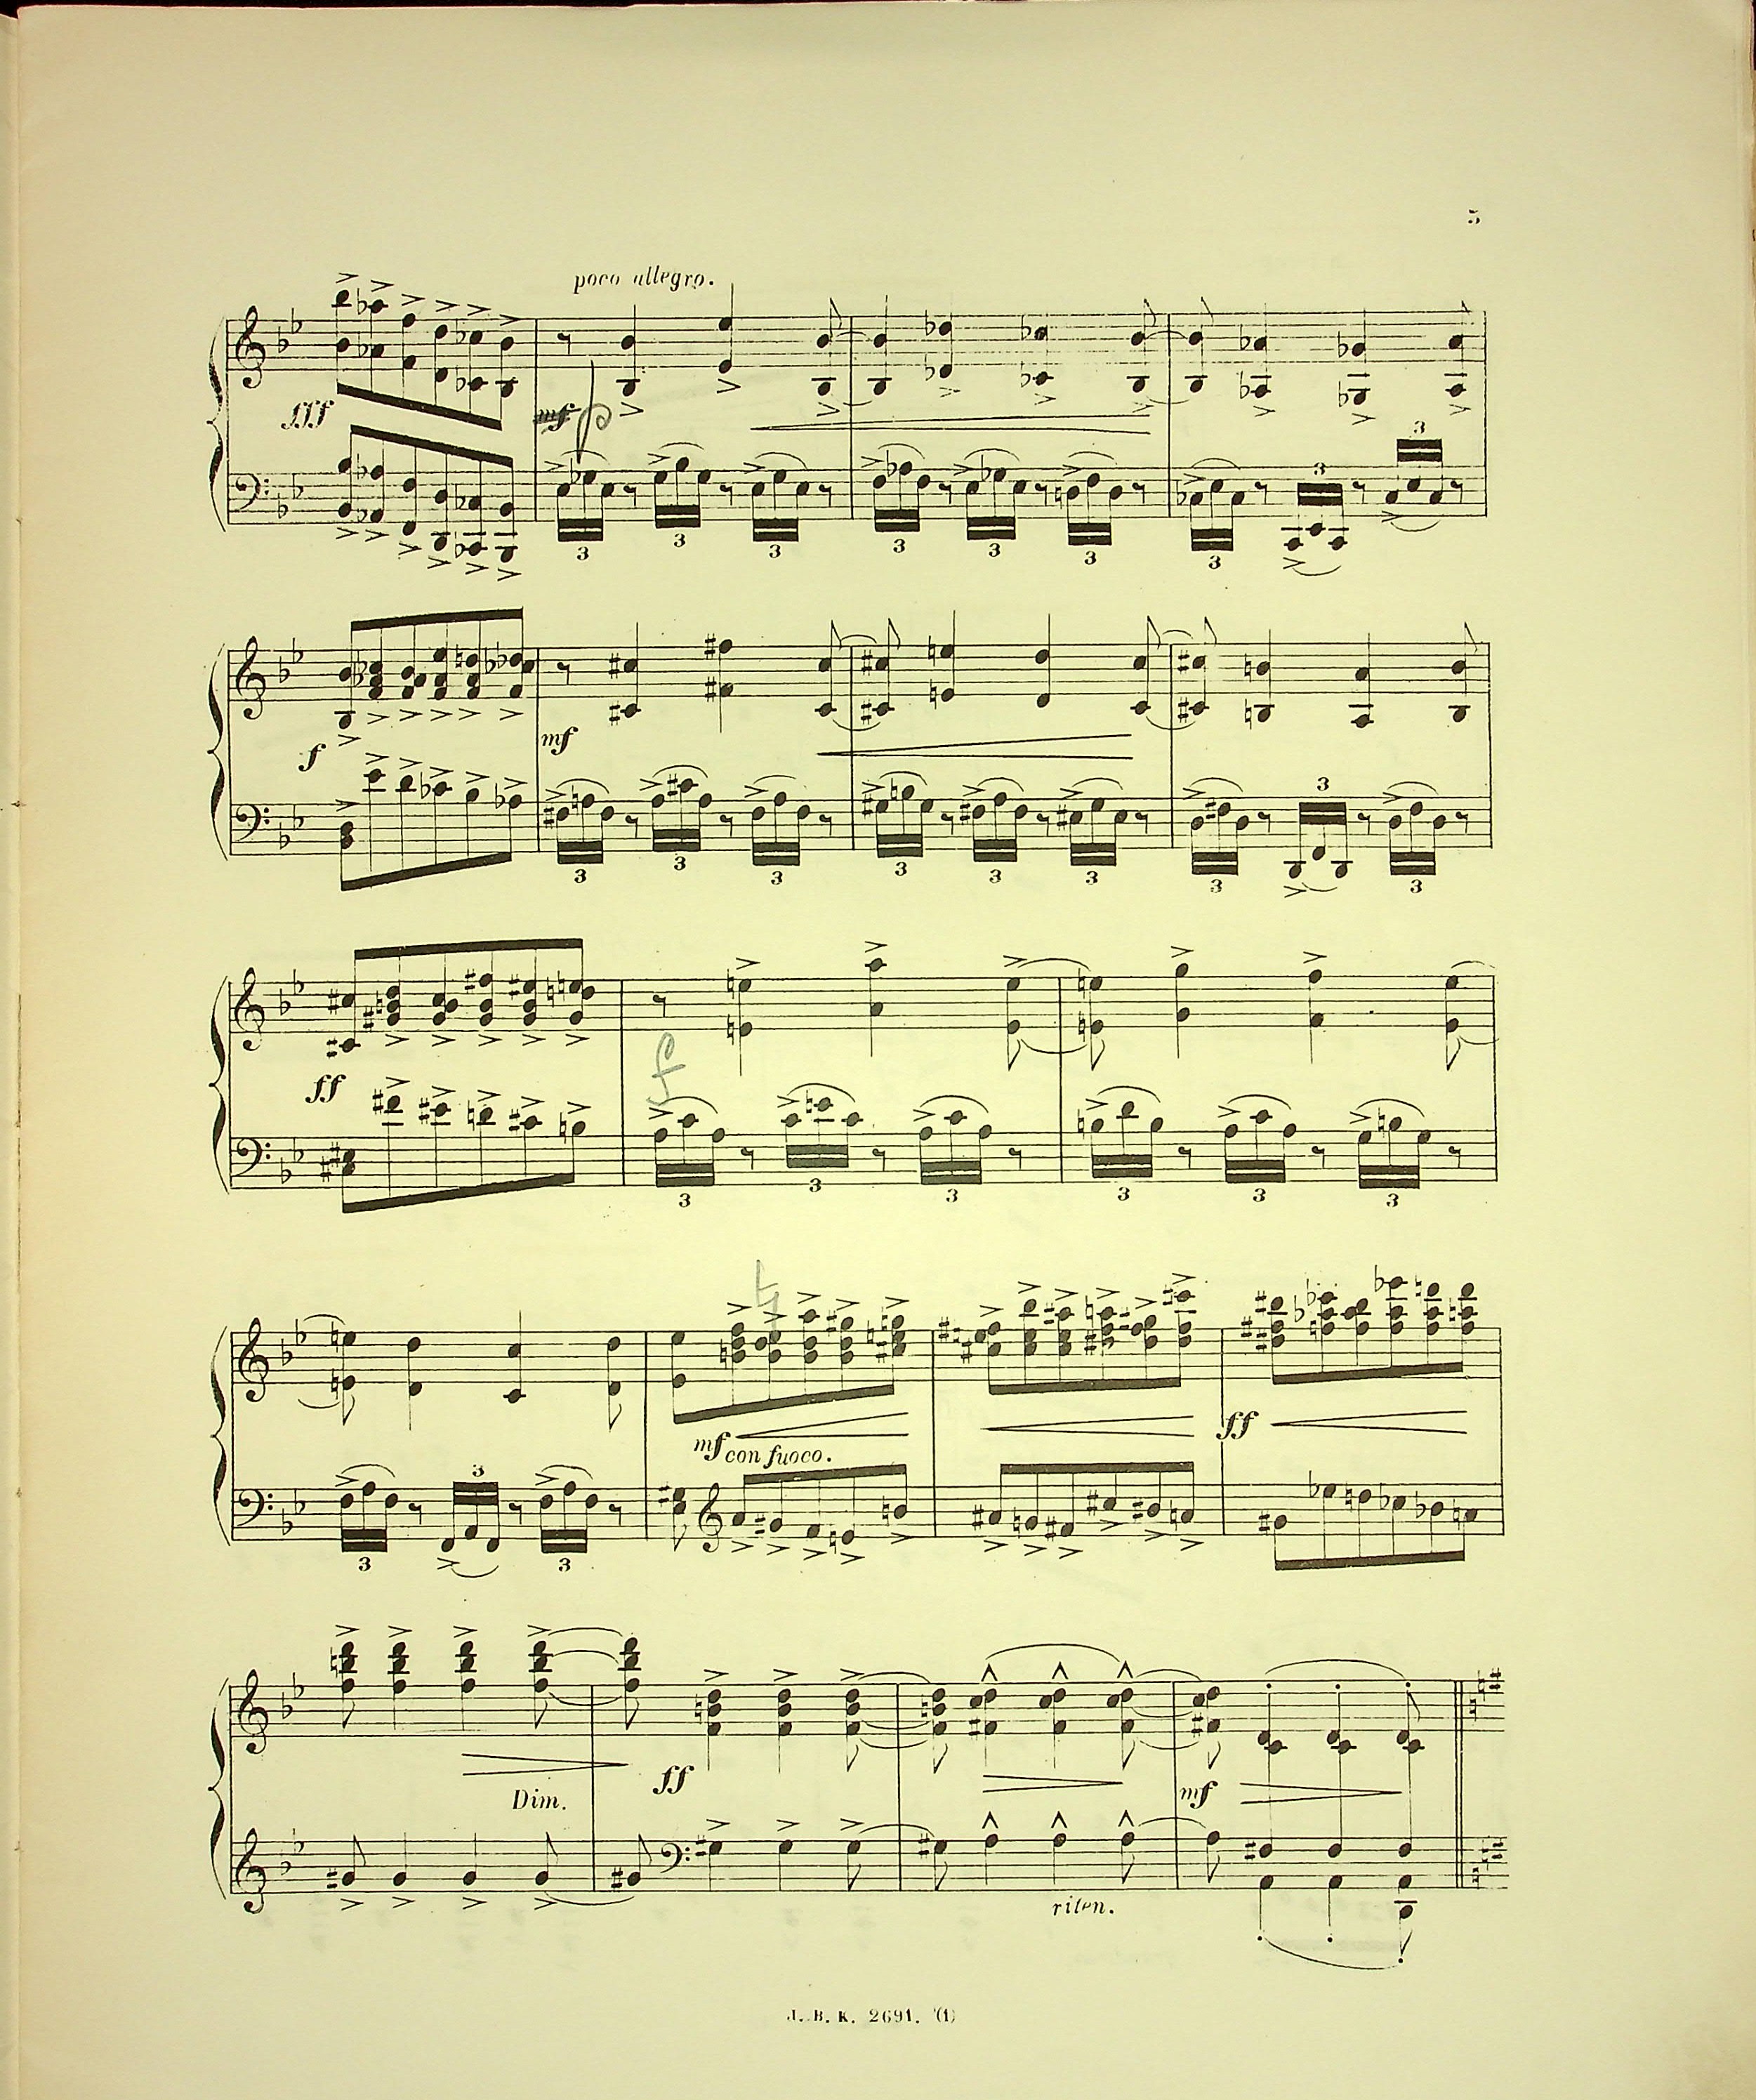 5
poco allegro.
fff
mf p
3 3 3 3 3 3 3 3 3
f
mf
3 3 3 3 3 3 3 3 3
ff
f
3 3 3 3 3 3
mf con fuoco.
ff
3 3 3
Dim.
ff
mf
riten.
J. B. K. 2691. (1)